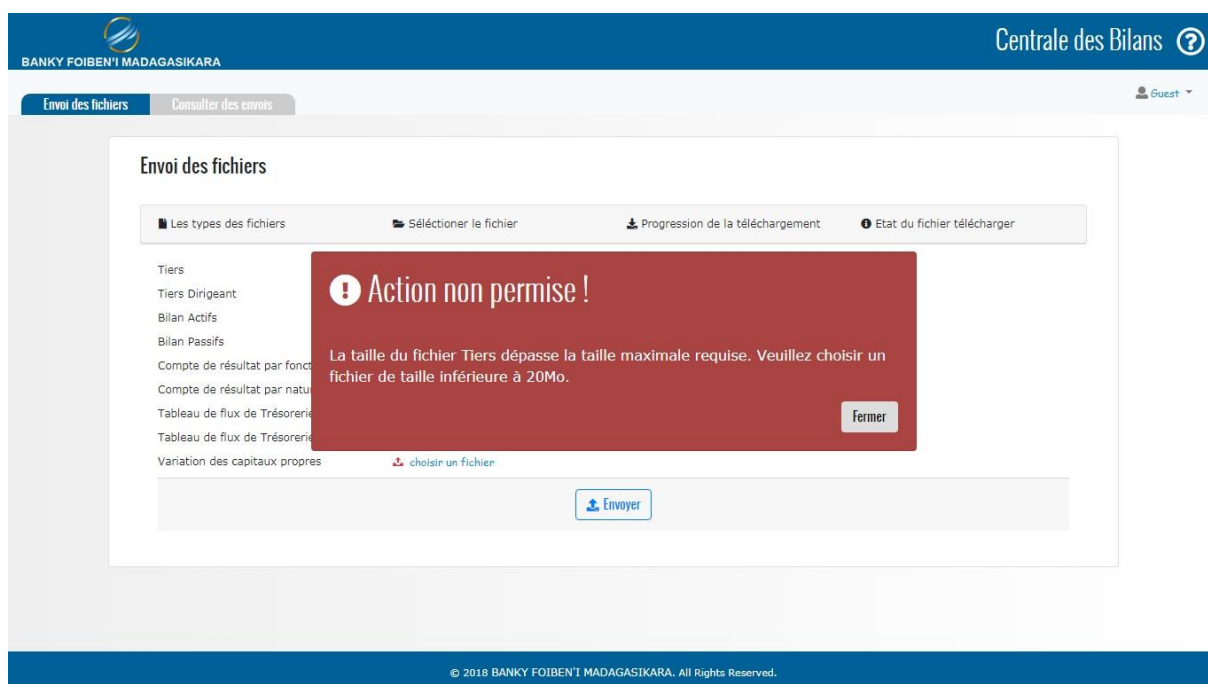 BANKY FOIBEN'I MADAGASIKARA
Centrale des Bilans
Envoi des fichiers
Consulter des envois
Guest
Envoi des fichiers
Les types des fichiers
Séléctioner le fichier
Progression de la téléchargement
Etat du fichier télécharger
Tiers
Tiers Dirigeant
Bilan Actifs
Bilan Passifs
Compte de résultat par fonct
Compte de résultat par natu
Tableau de flux de Trésorerie
Tableau de flux de Trésorerie
Variation des capitaux propres
choisir un fichier
Action non permise !
La taille du fichier Tiers dépasse la taille maximale requise. Veuillez choisir un
fichier de taille inférieure à 20Mo.
Fermer
Envoyer
© 2018 BANKY FOIBEN'I MADAGASIKARA. All Rights Reserved.